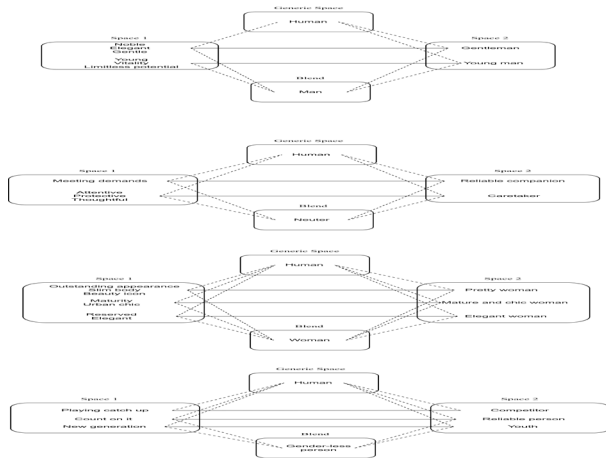 Generic Space
Human
Space 1
Space 2
Noble
Elegant
Gentle
Gentleman
Young
Vitality
Limitless potential
Young man
Blend
Man
Generic Space
Human
Space 1
Space 2
Meeting demands
Reliable companion
Attentive
Protective
Thoughtful
Caretaker
Blend
Neuter
Generic Space
Human
Space 1
Space 2
Outstanding appearance
Slim body
Beauty icon
Pretty woman
Maturity
Urban chic
Mature and chic woman
Reserved
Elegant
Elegant woman
Blend
Woman
Generic Space
Human
Space 1
Space 2
Playing catch up
Competitor
Count on it
Reliable person
New generation
Youth
Blend
Gender-less
person